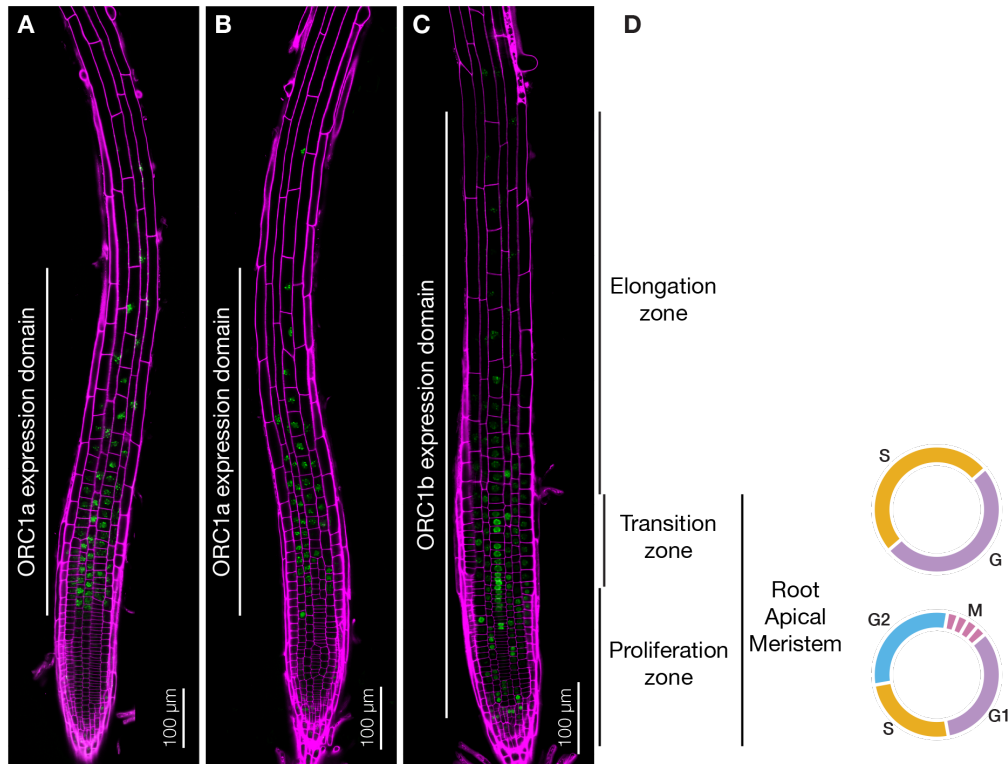 A
B
C
D
ORC1a expression domain
ORC1a expression domain
ORC1b expression domain
100 µm
100 µm
100 µm
Elongation
zone
Transition
zone
Proliferation
zone
Root
Apical
Meristem
S
G
G2
M
S
G1